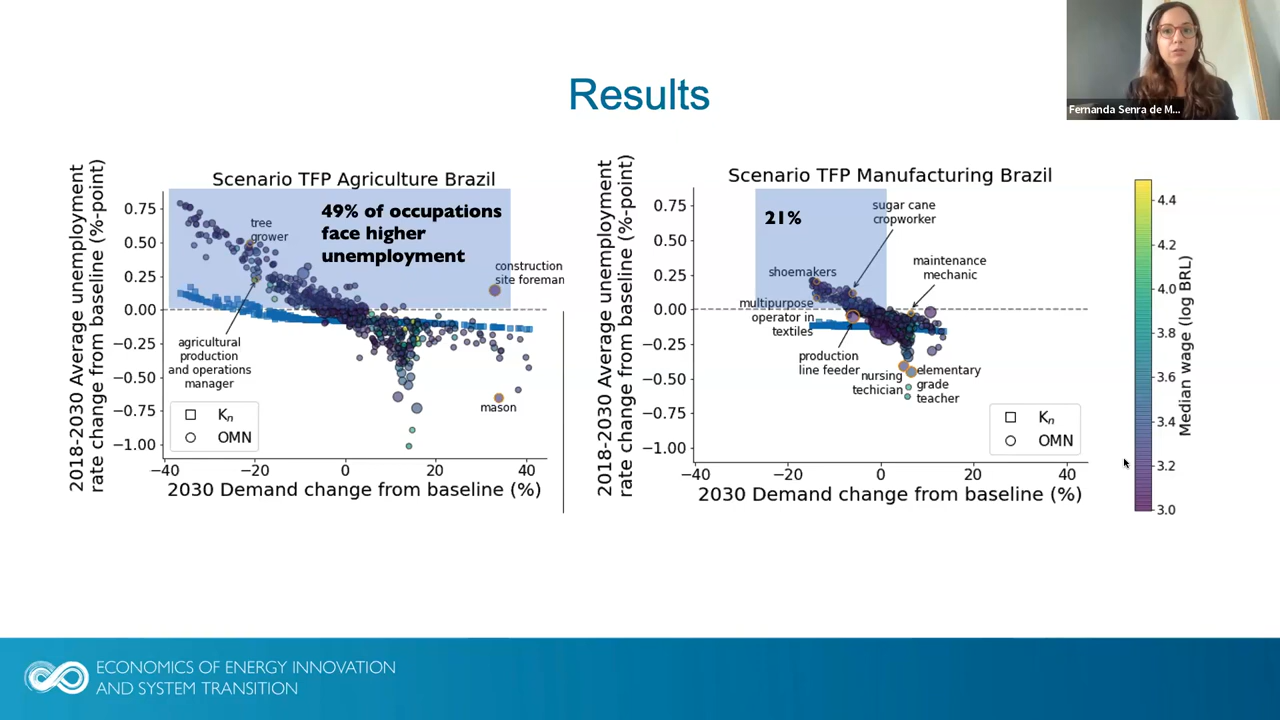 Fernanda Senra de M...
Results
Scenario TFP Agriculture Brazil
2018-2030 Average unemployment
rate change from baseline (%-point)
0.75
0.50
0.25
0.00
−0.25
−0.50
−0.75
−1.00
49% of occupations
face higher
unemployment
tree
grower
construction
site foreman
agricultural
production
and operations
manager
mason
Kn
OMN
−40
−20
0
20
40
2030 Demand change from baseline (%)
Scenario TFP Manufacturing Brazil
2018-2030 Average unemployment
rate change from baseline (%-point)
0.75
0.50
0.25
0.00
−0.25
−0.50
−0.75
−1.00
21%
sugar cane
cropworker
maintenance
mechanic
shoemakers
multipurpose
operator in
textiles
production
line feeder
nursing
techician
elementary
grade
teacher
Kn
OMN
−40
−20
0
20
40
2030 Demand change from baseline (%)
4.4
4.2
4.0
3.8
3.6
3.4
3.2
3.0
Median wage (log BRL)
ECONOMICS OF ENERGY INNOVATION
AND SYSTEM TRANSITION